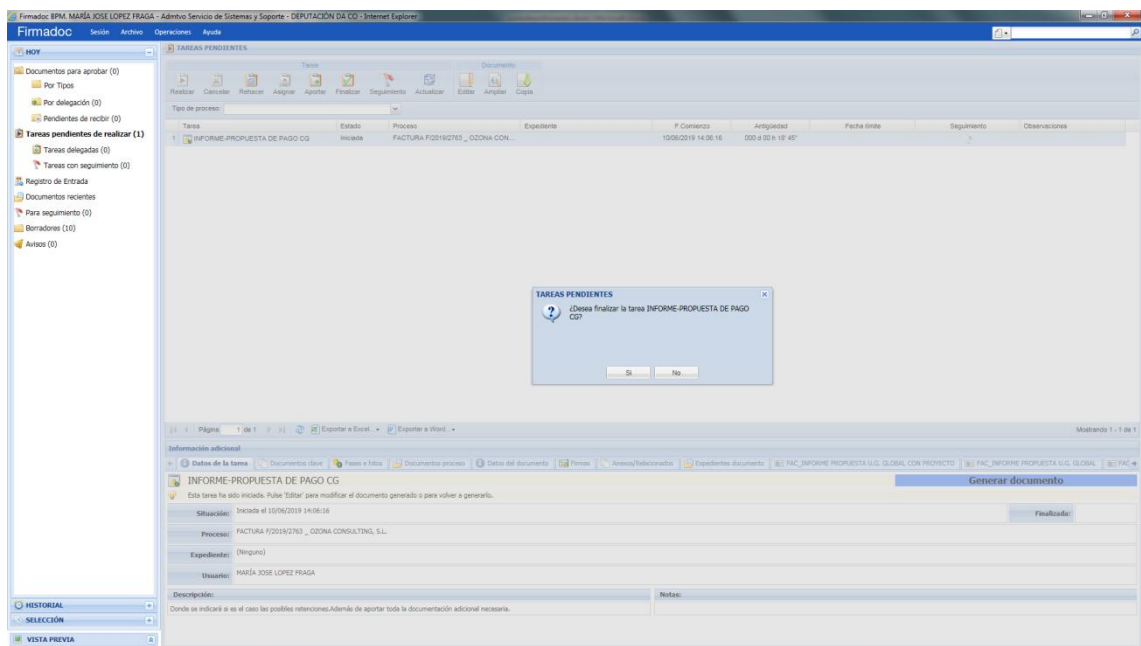 Firmadoc BPM. MARÍA JOSE LOPEZ FRAGA - Admtvo Servicio de Sistemas y Soporte - DEPUTACIÓN DA CO - Internet Explorer
Firmadoc Sesión Archivo Operaciones Ayuda
HOY
Documentos para aprobar (0)
Por Tipos
Por delegación (0)
Pendientes de recibir (0)
Tareas pendientes de realizar (1)
Tareas delegadas (0)
Tareas con seguimiento (0)
Registro de Entrada
Documentos recientes
Para seguimiento (0)
Borradores (10)
Avisos (0)
HISTORIAL
SELECCIÓN
VISTA PREVIA
TAREAS PENDIENTES
Tarea Documento
Realizar Cancelar Rehacer Asignar Aportar Finalizar Seguimiento Actualizar Editar Ampliar Copia
Tipo de proceso:
Tarea Estado Proceso Expediente F.Comienzo Antigüedad Fecha límite Seguimiento Observaciones
1 INFORME-PROPUESTA DE PAGO CG Iniciada FACTURA F/2019/2763 _ OZONA CON... 10/06/2019 14:06:16 000 d 00 h 18' 45"
TAREAS PENDIENTES
¿Desea finalizar la tarea INFORME-PROPUESTA DE PAGO
CG?
Si No
Página 1 de 1 Exportar a Excel... Exportar a Word... Mostrando 1 - 1 de 1
Información adicional
Datos de la tarea Documentos clave Fases e hitos Documentos proceso Datos del documento Firmas Anexos/Relacionados Expedientes documento FAC_INFORME PROPUESTA U.G. GLOBAL CON PROYECTO FAC_INFORME PROPUESTA U.G. GLOBAL FAC
INFORME-PROPUESTA DE PAGO CG Generar documento
Esta tarea ha sido iniciada. Pulse 'Editar' para modificar el documento generado o para volver a generarlo.
Situación: Iniciada el 10/06/2019 14:06:16 Finalizada:
Proceso: FACTURA F/2019/2763 _ OZONA CONSULTING, S.L.
Expediente: (Ninguno)
Usuario: MARÍA JOSE LOPEZ FRAGA
Descripción: Notas:
Donde se indicará si es el caso las posibles retenciones.Además de aportar toda la documentación adicional necesaria.